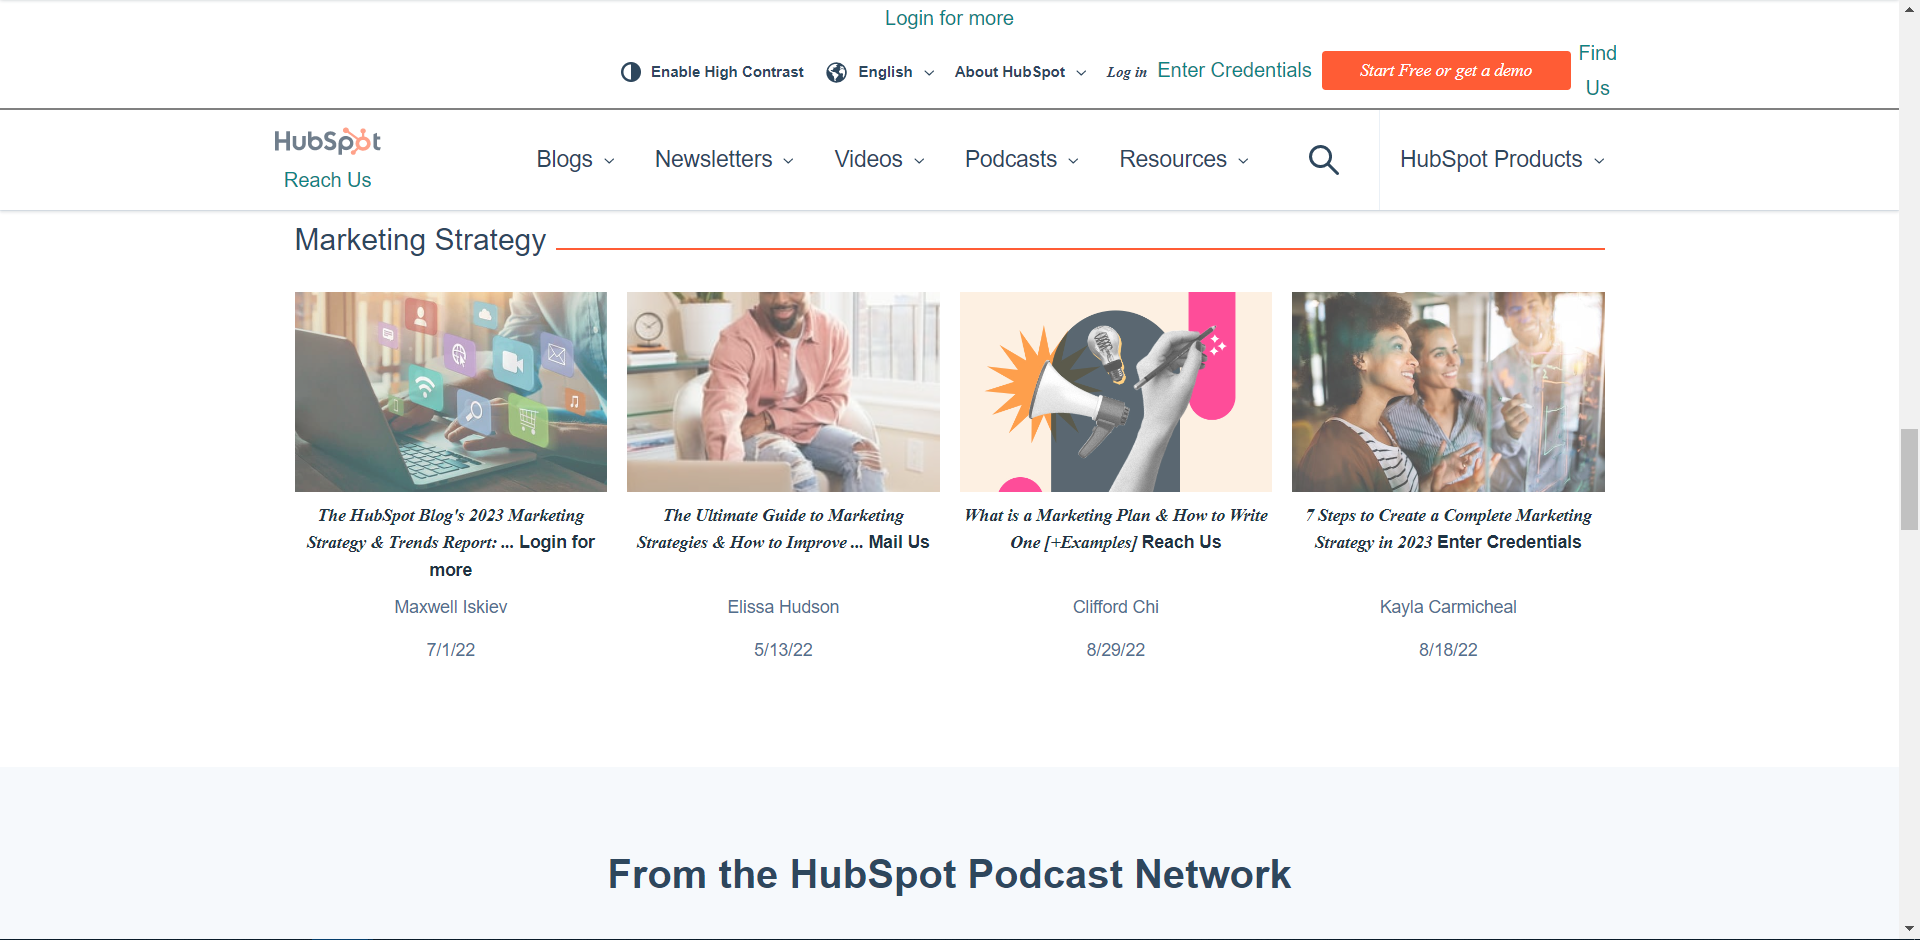 Login for more
Enable High Contrast English About HubSpot Log in Enter Credentials Start Free or get a demo Find Us
HubSpot
Reach Us
Blogs Newsletters Videos Podcasts Resources HubSpot Products
Marketing Strategy
The HubSpot Blog's 2023 Marketing
Strategy & Trends Report: ... Login for
more
Maxwell Iskiev
7/1/22
The Ultimate Guide to Marketing
Strategies & How to Improve ... Mail Us
Elissa Hudson
5/13/22
What is a Marketing Plan & How to Write
One [+Examples] Reach Us
Clifford Chi
8/29/22
7 Steps to Create a Complete Marketing
Strategy in 2023 Enter Credentials
Kayla Carmicheal
8/18/22
From the HubSpot Podcast Network